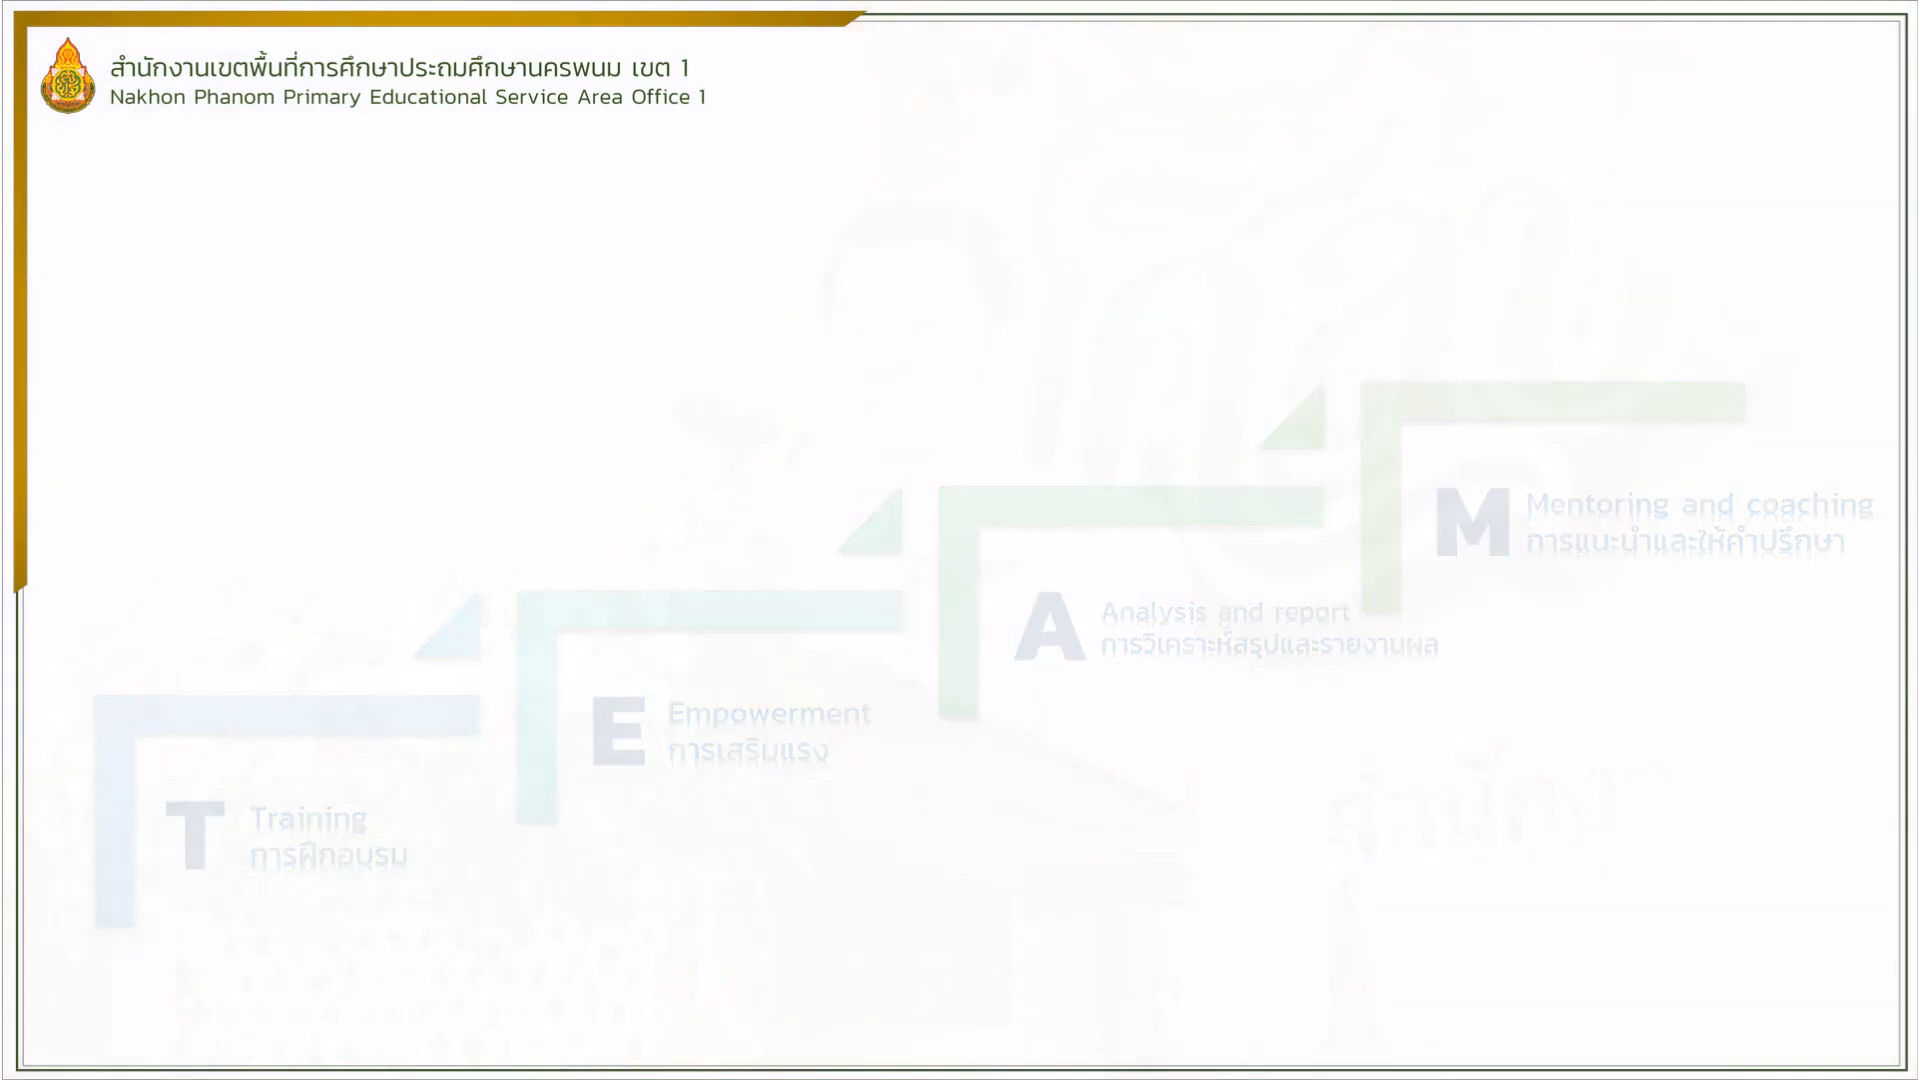 สำนักงานเขตพื้นที่การศึกษาประถมศึกษานครพนม เขต 1
Nakhon Phanom Primary Educational Service Area Office 1
M
Mentoring and coaching
การแนะนำและให้คำปรึกษา
A
Analysis and report
การวิเคราะห์สรุปและรายงานผล
E
Empowerment
การเสริมแรง
T
Training
การฝึกอบรม